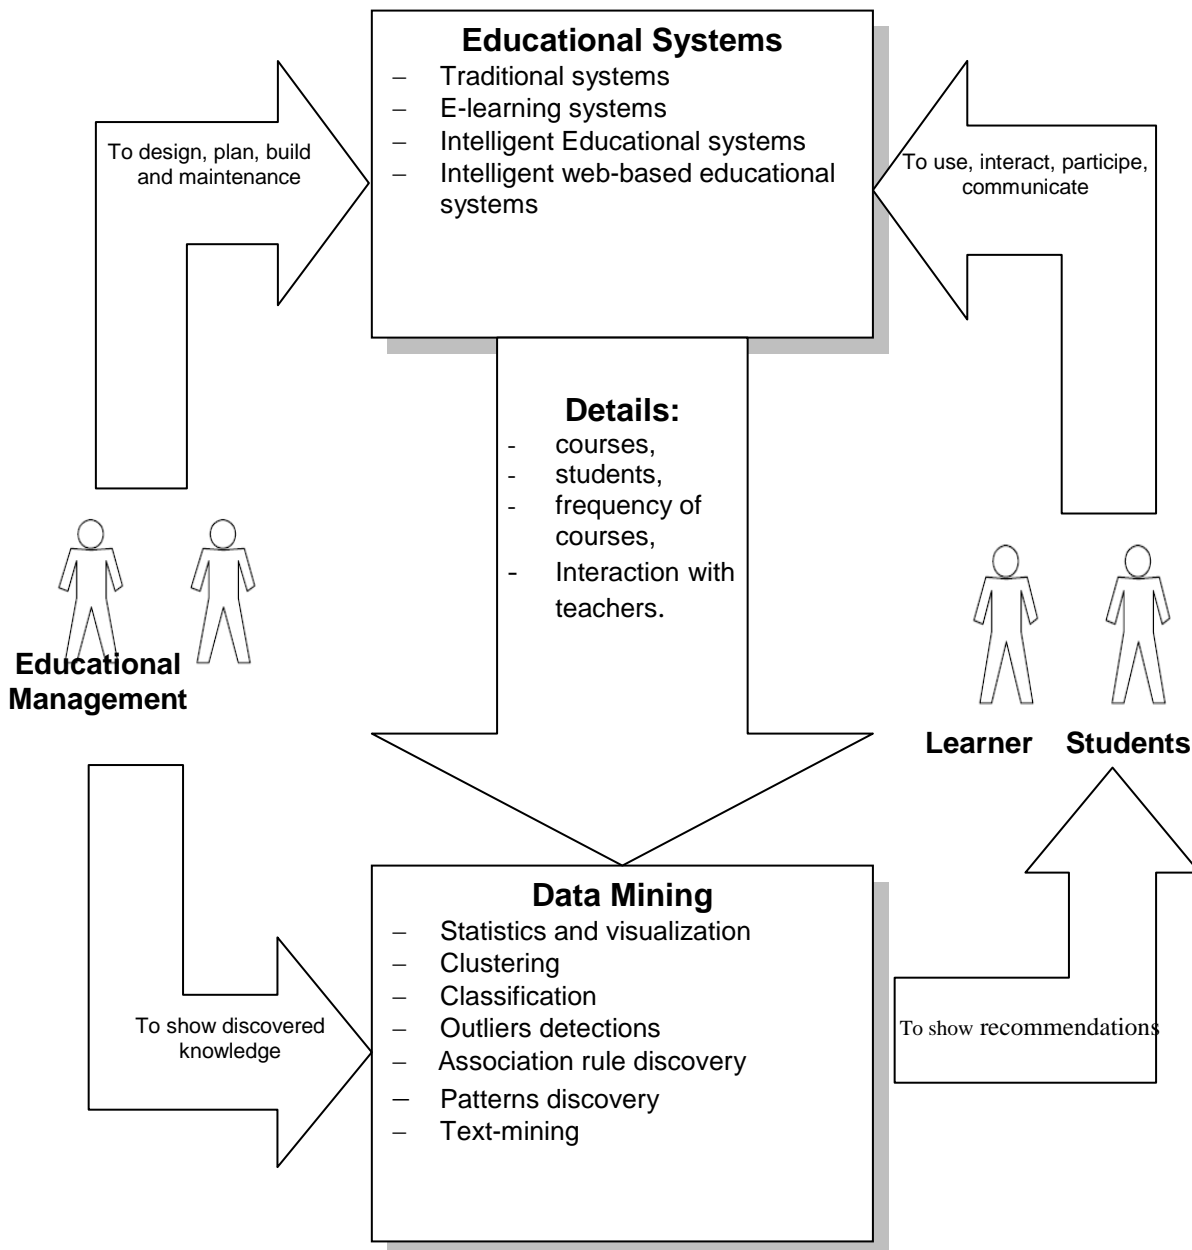 Educational Systems
– Traditional systems
– E-learning systems
– Intelligent Educational systems
– Intelligent web-based educational
systems
To design, plan, build
and maintenance
To use, interact, participe,
communicate
Details:
- courses,
- students,
- frequency of
courses,
- Interaction with
teachers.
Educational
Management
Learner Students
Data Mining
– Statistics and visualization
– Clustering
– Classification
– Outliers detections
– Association rule discovery
– Patterns discovery
– Text-mining
To show discovered
knowledge
To show recommendations